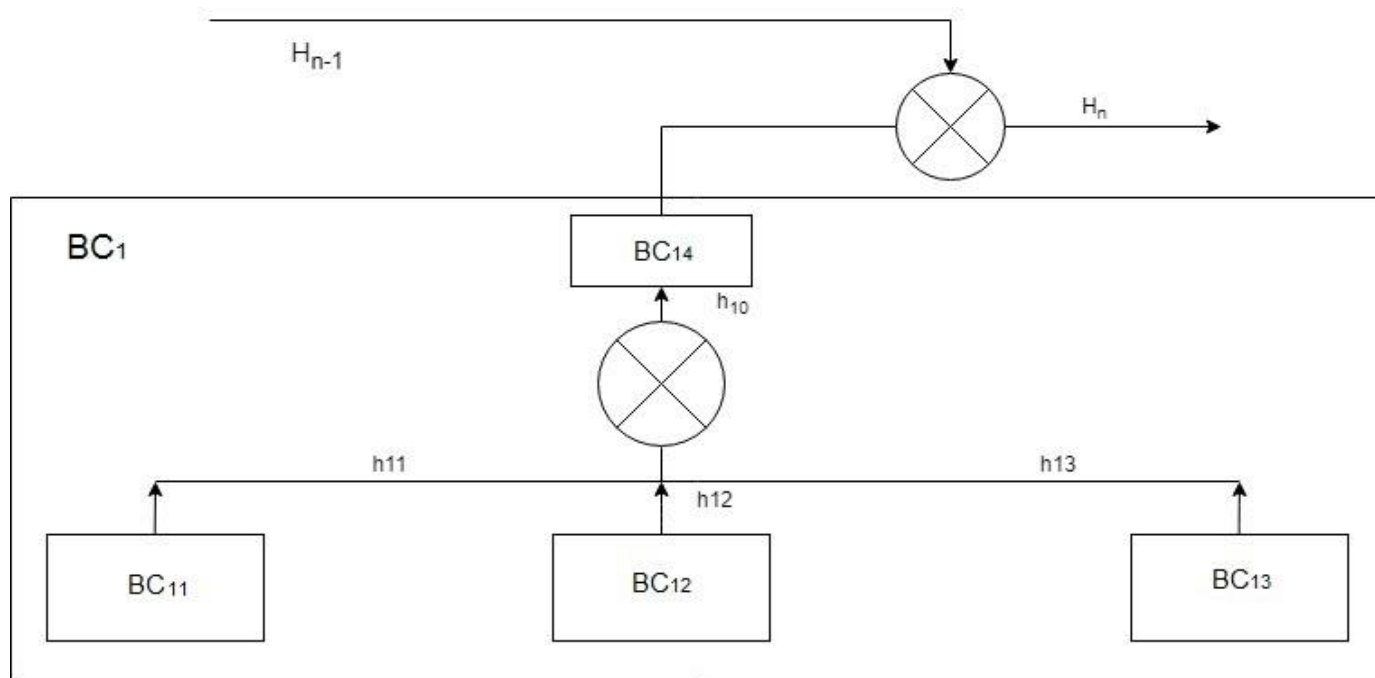 Hₙ₋₁
Hₙ
BC₁
BC₁₄
h₁₀
h11
h13
h12
BC₁₁
BC₁₂
BC₁₃